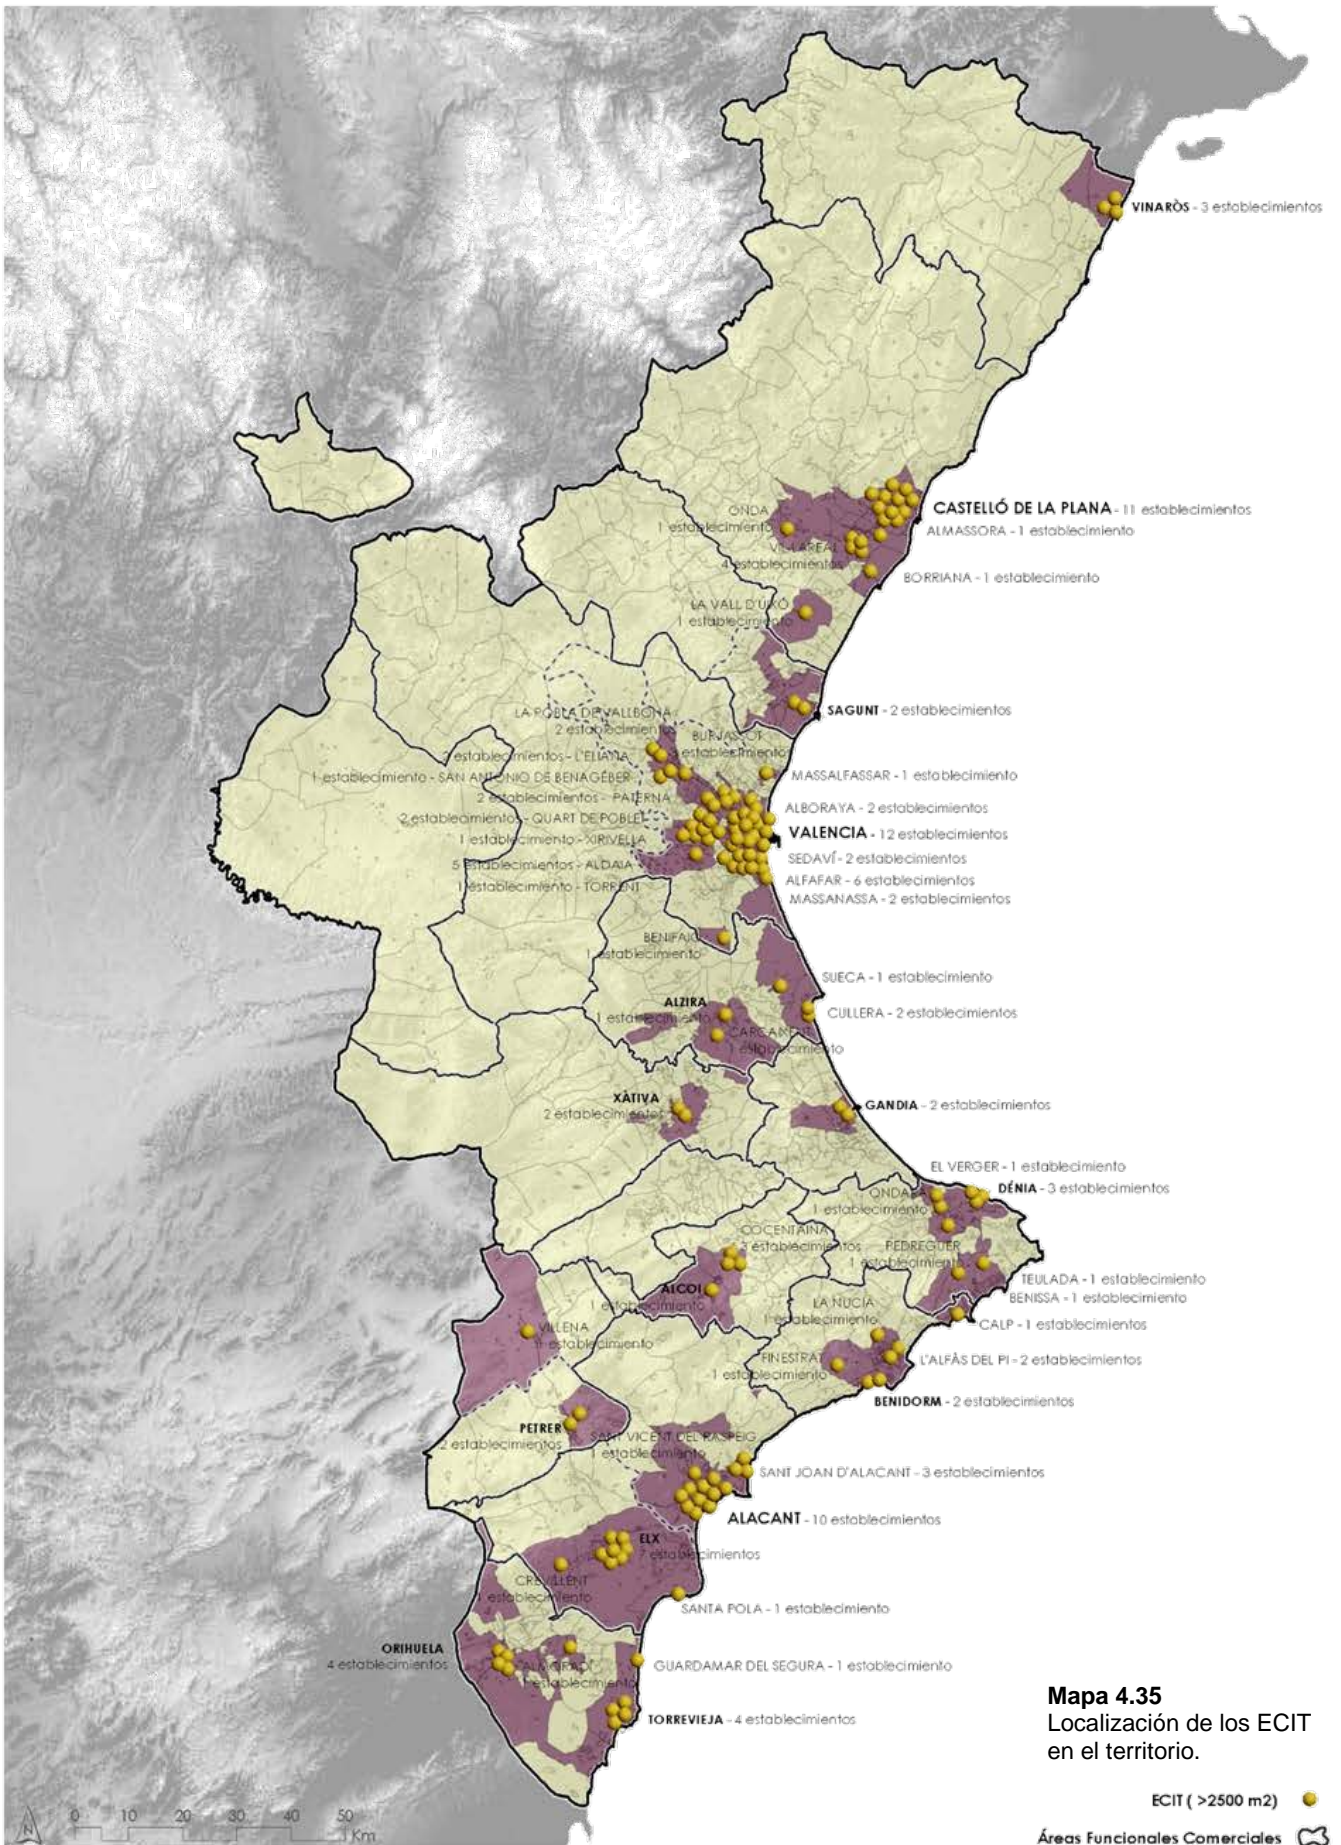 VINARÒS - 3 establecimientos
CASTELLÓ DE LA PLANA - 11 establecimientos
ONDA
1 establecimiento
ALMASSORA - 1 establecimiento
VILA-REAL
4 establecimientos
BORRIANA - 1 establecimiento
LA VALL D'UIXÓ
1 establecimiento
SAGUNT - 2 establecimientos
LA POBLA DE VALLBONA
2 establecimientos
BURJASSOT
establecimientos
2 establecimientos - L'ELIANA
1 establecimiento - SAN ANTONIO DE BENAGÉBER
MASSALFASSAR - 1 establecimiento
2 establecimientos - PATERNA
ALBORAYA - 2 establecimientos
2 establecimientos - QUART DE POBLET
VALENCIA - 12 establecimientos
1 establecimiento - XIRIVELLA
SEDAVÍ - 2 establecimientos
5 establecimientos - ALDAIA
ALFAFAR - 6 establecimientos
1 establecimiento - TORRENT
MASSANASSA - 2 establecimientos
BENIFAIÓ
1 establecimiento
SUECA - 1 establecimiento
ALZIRA
1 establecimiento
CULLERA - 2 establecimientos
CARCAIXENT
1 establecimiento
XÀTIVA
2 establecimientos
GANDIA - 2 establecimientos
EL VERGER - 1 establecimiento
DÉNIA - 3 establecimientos
ONDARA
1 establecimiento
COCENTAINA
3 establecimientos
PEDREGUER
1 establecimiento
TEULADA - 1 establecimiento
BENISSA - 1 establecimiento
ALCOI
1 establecimiento
LA NUCIA
1 establecimiento
CALP - 1 establecimiento
VILLENA
1 establecimiento
FINESTRAT
1 establecimiento
L'ALFÀS DEL PI - 2 establecimientos
BENIDORM - 2 establecimientos
PETRER
2 establecimientos
SANT VICENT DEL RASPEIG
1 establecimiento
SANT JOAN D'ALACANT - 3 establecimientos
ALACANT - 10 establecimientos
ELX
7 establecimientos
CREVILLENT
1 establecimiento
SANTA POLA - 1 establecimiento
ORIHUELA
4 establecimientos
ALMORADÍ
1 establecimiento
GUARDAMAR DEL SEGURA - 1 establecimiento
TORREVIEJA - 4 establecimientos
Mapa 4.35
Localización de los ECIT
en el territorio.
ECIT ( >2500 m2)
Áreas Funcionales Comerciales
N
0 10 20 30 40 50
Km